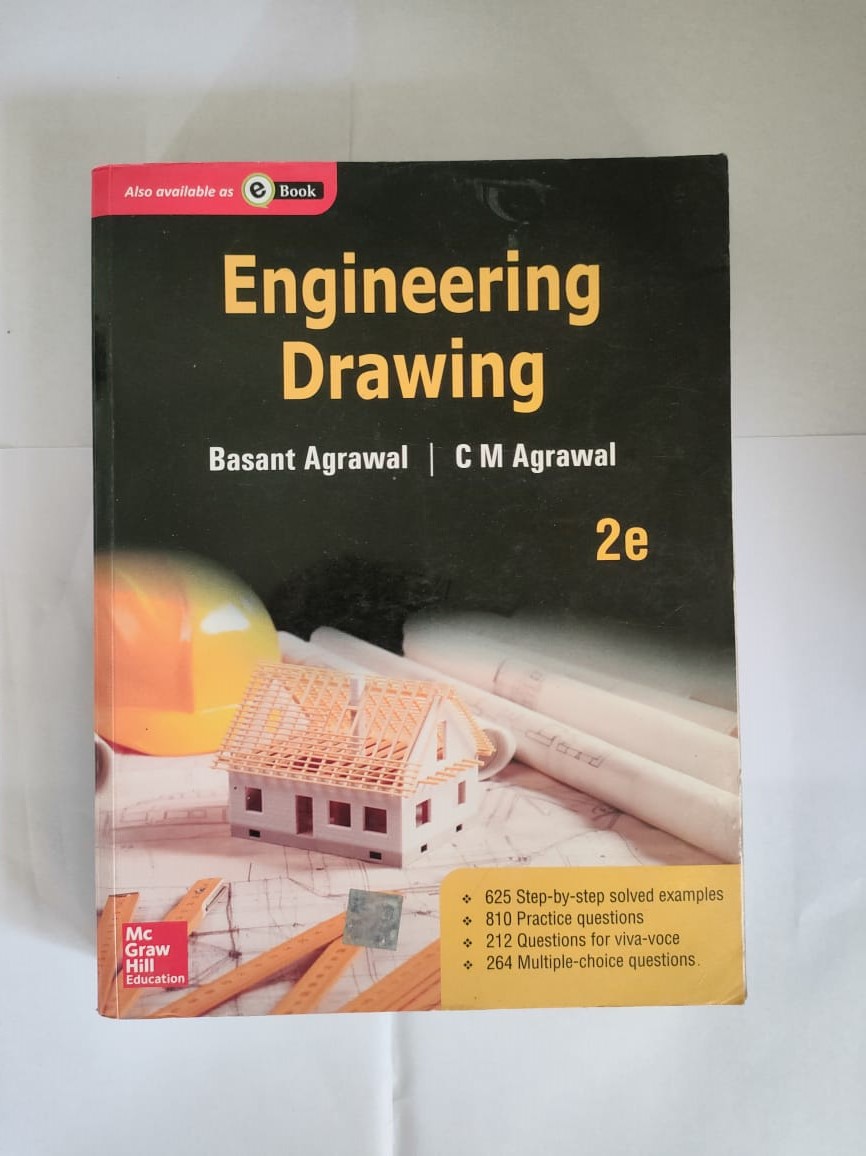 Also available as e Book
Engineering
Drawing
Basant Agrawal | C M Agrawal
2e
❖ 625 Step-by-step solved examples
❖ 810 Practice questions
❖ 212 Questions for viva-voce
❖ 264 Multiple-choice questions.
Mc
Graw
Hill
Education